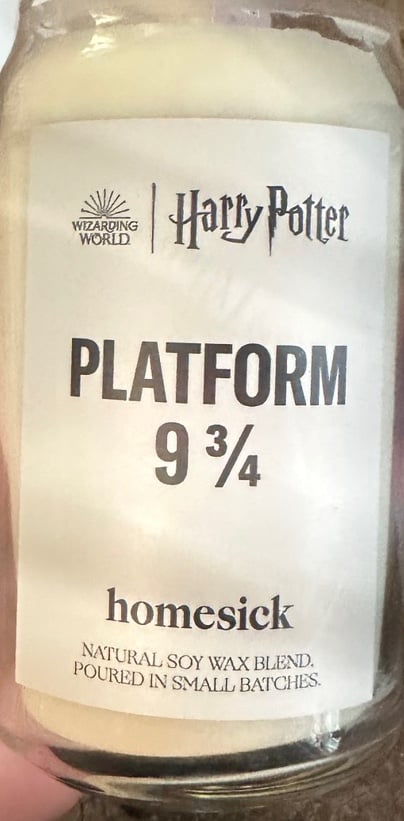 WIZARDING WORLD | Harry Potter
PLATFORM
9 ¾
homesick
NATURAL SOY WAX BLEND.
POURED IN SMALL BATCHES.